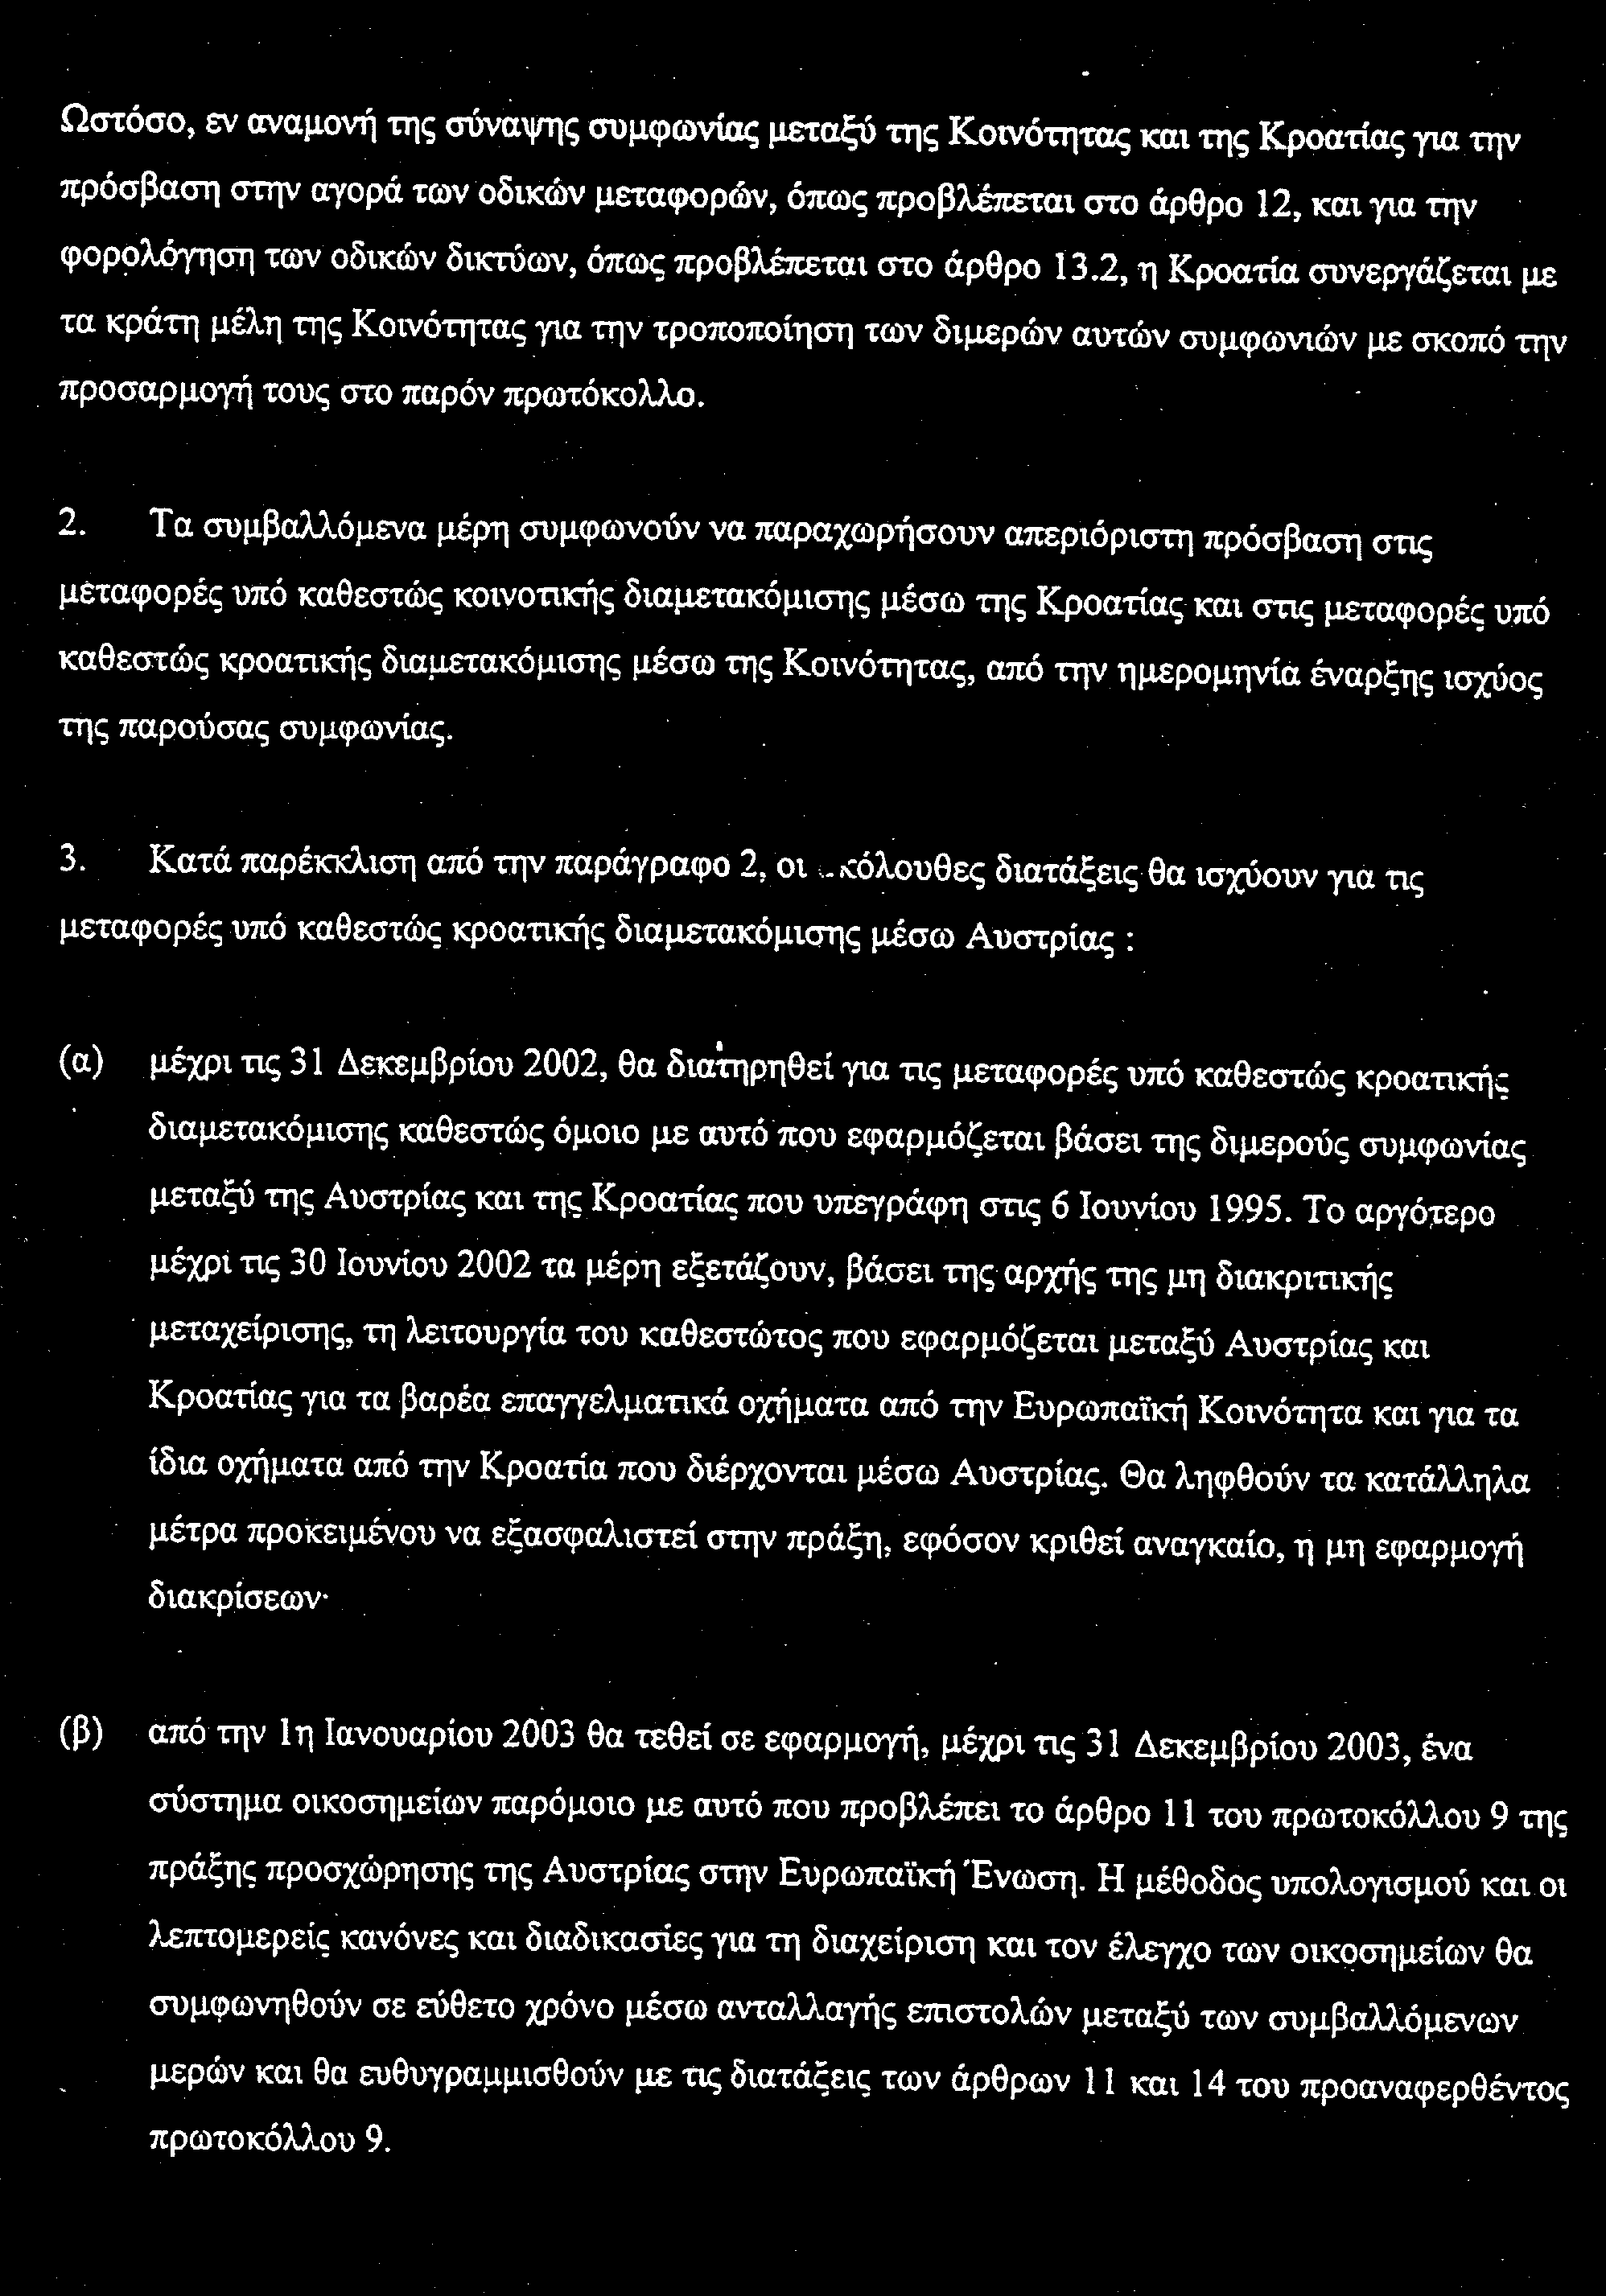 Ωστόσο, εν αναμονή της σύναψης συμφωνίας μεταξύ της Κοινότητας και της Κροατίας για την
πρόσβαση στην αγορά των οδικών μεταφορών, όπως προβλέπεται στο άρθρο 12, και για την
φορολόγηση των οδικών δικτύων, όπως προβλέπεται στο άρθρο 13.2, η Κροατία συνεργάζεται με
τα κράτη μέλη της Κοινότητας για την τροποποίηση των διμερών αυτών συμφωνιών με σκοπό την
προσαρμογή τους στο παρόν πρωτόκολλο.
2. Τα συμβαλλόμενα μέρη συμφωνούν να παραχωρήσουν απεριόριστη πρόσβαση στις
μεταφορές υπό καθεστώς κοινοτικής διαμετακόμισης μέσω της Κροατίας και στις μεταφορές υπό
καθεστώς κροατικής διαμετακόμισης μέσω της Κοινότητας, από την ημερομηνία έναρξης ισχύος
της παρούσας συμφωνίας.
3. Κατά παρέκκλιση από την παράγραφο 2, οι διατάξεις θα ισχύουν για τις
μεταφορές υπό καθεστώς κροατικής διαμετακόμισης μέσω Αυστρίας :
(α) μέχρι τις 31 Δεκεμβρίου 2002, θα διατηρηθεί για τις μεταφορές υπό καθεστώς κροατικής
διαμετακόμισης καθεστώς όμοιο με αυτό που εφαρμόζεται βάσει της διμερούς συμφωνίας
μεταξύ της Αυστρίας και της Κροατίας που υπεγράφη στις 6 Ιουνίου 1995. Το αργότερο
μέχρι τις 30 Ιουνίου 2002 τα μέρη εξετάζουν, βάσει της αρχής της μη διακριτικής
μεταχείρισης, τη λειτουργία του καθεστώτος που εφαρμόζεται μεταξύ Αυστρίας και
Κροατίας για τα βαρέα επαγγελματικά οχήματα από την Ευρωπαϊκή Κοινότητα και για τα
ίδια οχήματα από την Κροατία που διέρχονται μέσω Αυστρίας. Θα ληφθούν τα κατάλληλα
μέτρα προκειμένου να εξασφαλιστεί στην πράξη, εφόσον κριθεί αναγκαίο, η μη εφαρμογή
διακρίσεων·
(β) από την 1η Ιανουαρίου 2003 θα τεθεί σε εφαρμογή, μέχρι τις 31 Δεκεμβρίου 2003, ένα
σύστημα οικοσημείων παρόμοιο με αυτό που προβλέπει το άρθρο 11 του πρωτοκόλλου 9 της
πράξης προσχώρησης της Αυστρίας στην Ευρωπαϊκή Ένωση. Η μέθοδος υπολογισμού και οι
λεπτομερείς κανόνες και διαδικασίες για τη διαχείριση και τον έλεγχο των οικοσημείων θα
συμφωνηθούν σε εύθετο χρόνο μέσω ανταλλαγής επιστολών μεταξύ των συμβαλλόμενων
μερών και θα ευθυγραμμισθούν με τις διατάξεις των άρθρων 11 και 14 του προαναφερθέντος
πρωτοκόλλου 9.